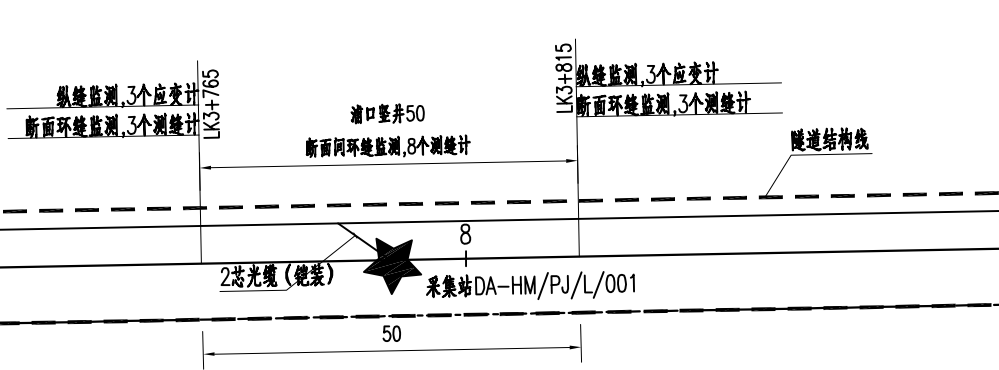 纵缝监测,3个应变计
断面环缝监测,3个测缝计
LK3+765
浦口竖井50
断面间环缝监测,8个测缝计
LK3+815
纵缝监测,3个应变计
断面环缝监测,3个测缝计
隧道结构线
8
2芯光缆(铠装)
采集站DA-HM/PJ/L/001
50